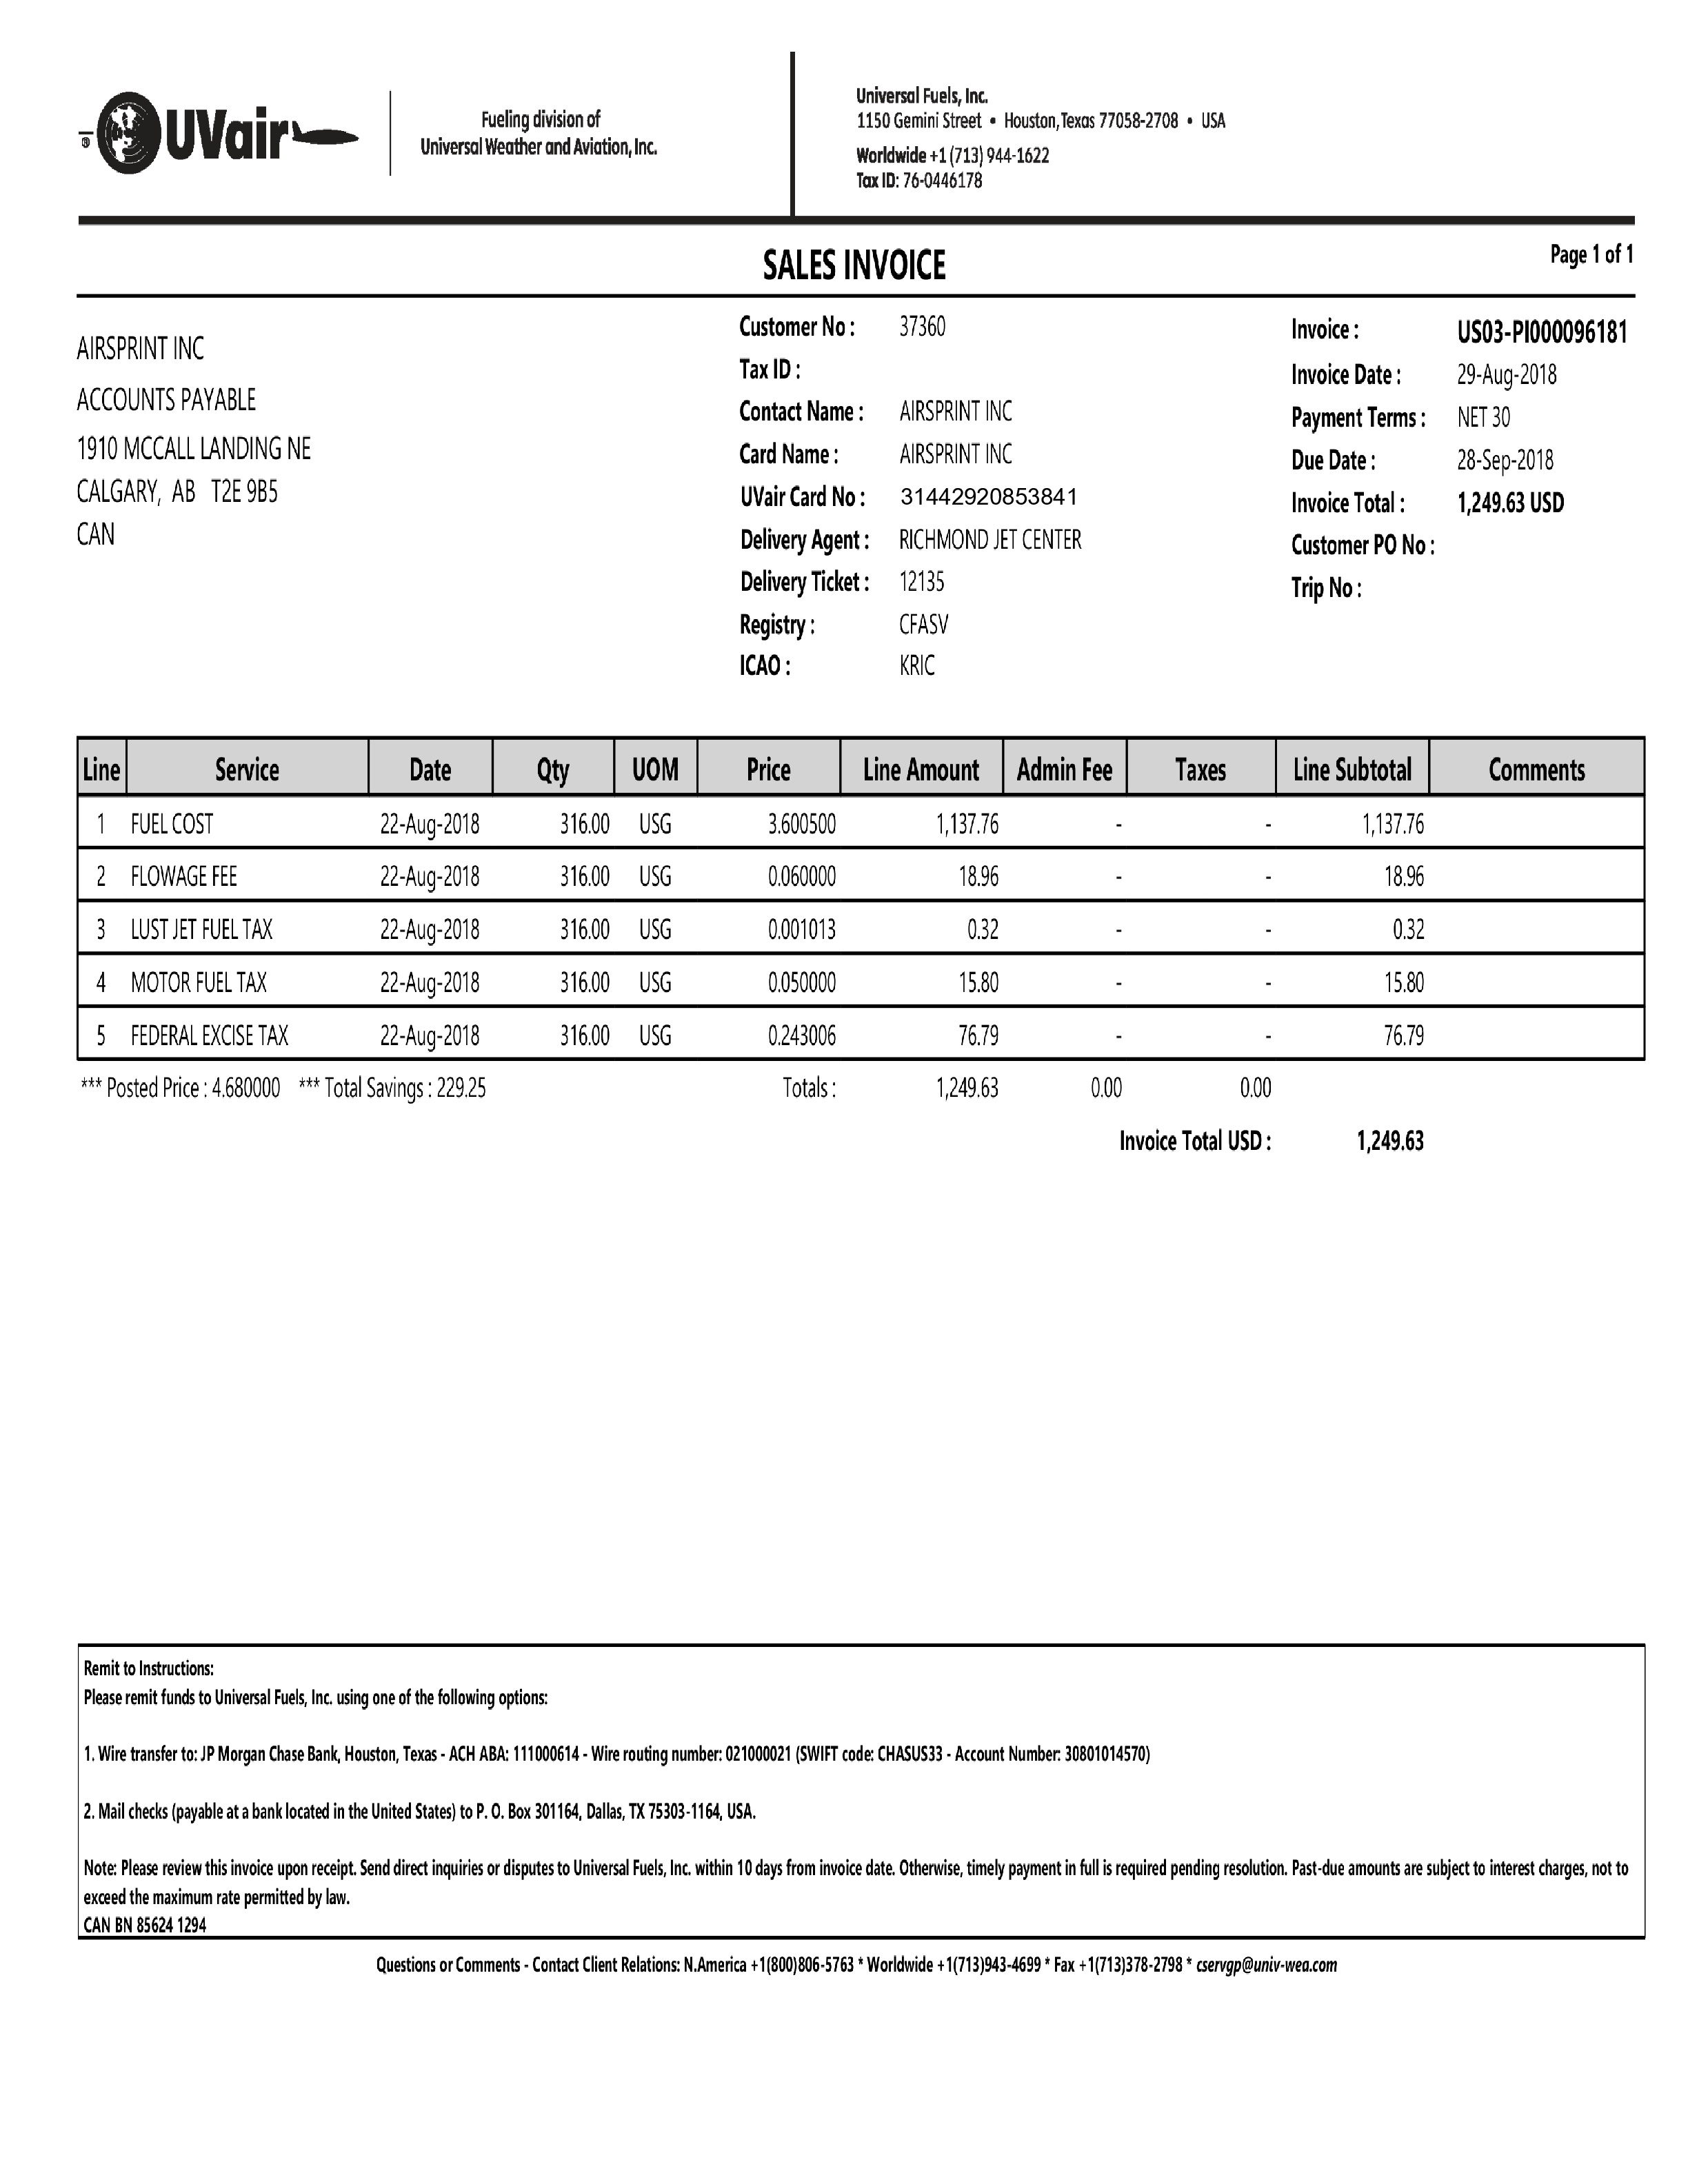 UVair
®
Fueling division of
Universal Weather and Aviation, Inc.
Universal Fuels, Inc.
1150 Gemini Street • Houston, Texas 77058-2708 • USA
Worldwide +1 (713) 944-1622
Tax ID: 76-0446178
SALES INVOICE
Page 1 of 1
AIRSPRINT INC
ACCOUNTS PAYABLE
1910 MCCALL LANDING NE
CALGARY, AB T2E 9B5
CAN
Customer No : 37360
Tax ID :
Contact Name : AIRSPRINT INC
Card Name : AIRSPRINT INC
UVair Card No : 31442920853841
Delivery Agent : RICHMOND JET CENTER
Delivery Ticket : 12135
Registry : CFASV
ICAO : KRIC
Invoice : US03-PI000096181
Invoice Date : 29-Aug-2018
Payment Terms : NET 30
Due Date : 28-Sep-2018
Invoice Total : 1,249.63 USD
Customer PO No :
Trip No :
Line Service Date Qty UOM Price Line Amount Admin Fee Taxes Line Subtotal Comments
1 FUEL COST 22-Aug-2018 316.00 USG 3.600500 1,137.76 - - 1,137.76
2 FLOWAGE FEE 22-Aug-2018 316.00 USG 0.060000 18.96 - - 18.96
3 LUST JET FUEL TAX 22-Aug-2018 316.00 USG 0.001013 0.32 - - 0.32
4 MOTOR FUEL TAX 22-Aug-2018 316.00 USG 0.050000 15.80 - - 15.80
5 FEDERAL EXCISE TAX 22-Aug-2018 316.00 USG 0.243006 76.79 - - 76.79
*** Posted Price : 4.680000 *** Total Savings : 229.25 Totals : 1,249.63 0.00 0.00
Invoice Total USD : 1,249.63
Remit to Instructions:
Please remit funds to Universal Fuels, Inc. using one of the following options:
1. Wire transfer to: JP Morgan Chase Bank, Houston, Texas - ACH ABA: 111000614 - Wire routing number: 021000021 (SWIFT code: CHASUS33 - Account Number: 30801014570)
2. Mail checks (payable at a bank located in the United States) to P. O. Box 301164, Dallas, TX 75303-1164, USA.
Note: Please review this invoice upon receipt. Send direct inquiries or disputes to Universal Fuels, Inc. within 10 days from invoice date. Otherwise, timely payment in full is required pending resolution. Past-due amounts are subject to interest charges, not to
exceed the maximum rate permitted by law.
CAN BN 85624 1294
Questions or Comments - Contact Client Relations: N.America +1(800)806-5763 * Worldwide +1(713)943-4699 * Fax +1(713)378-2798 * cservgp@univ-wea.com